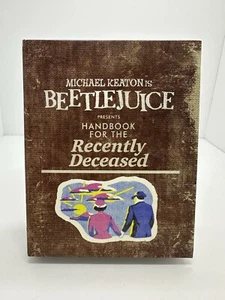 MICHAEL KEATON IS
BEETLEJUICE
PRESENTS
HANDBOOK
FOR THE
Recently
Deceased